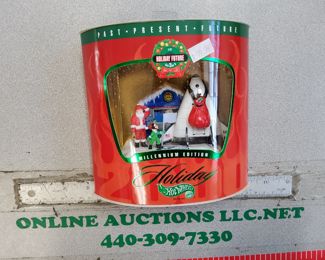 PAST • PRESENT • FUTURE
HOLIDAY FUTURE
MILLENNIUM EDITION
Holiday
Hot Wheels
ONLINE AUCTIONS LLC.NET
440-309-7330